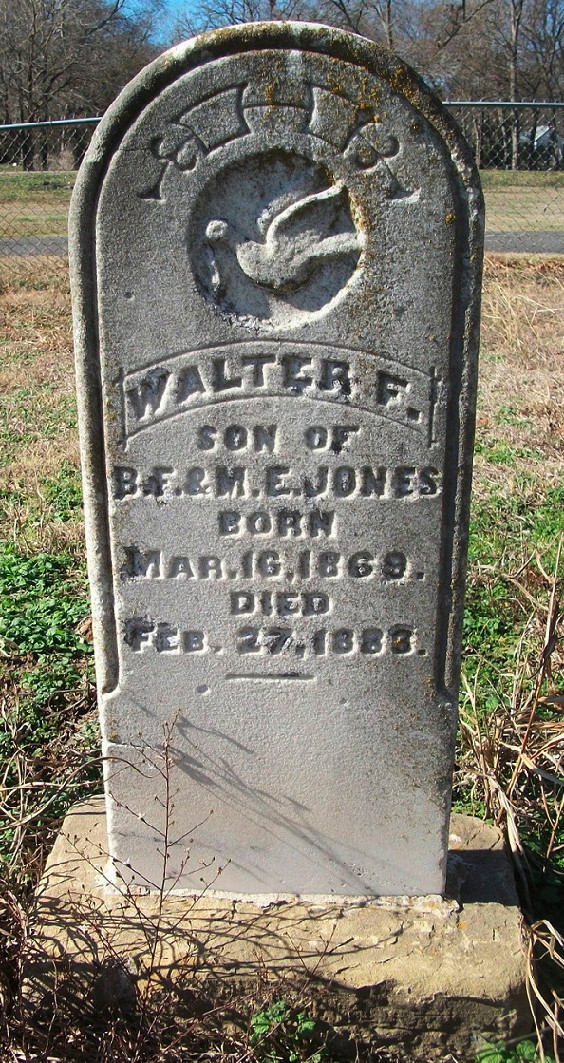 WALTER F.
SON OF
B.F. & M.E. JONES
BORN
MAR. 16, 1869.
DIED
FEB. 27, 1883.